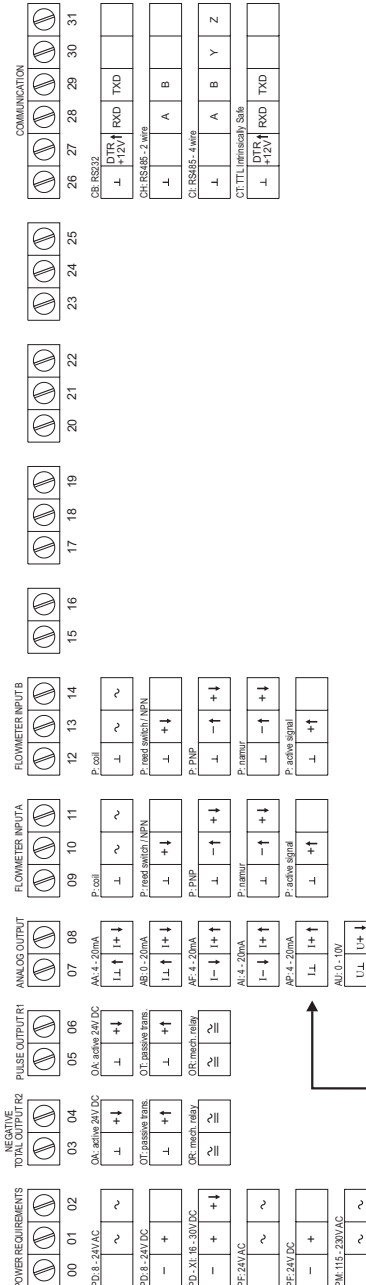 POWER REQUIREMENTS
00 01 02
PD: 8 - 24V AC
~ ~
PD: 8 - 24V DC
− +
PD - XI: 16 - 30V DC
− + +
PF: 24V AC
~ ~
PF: 24V DC
− +
PM: 115 - 230V AC
~ ~
NEGATIVE
TOTAL OUTPUT R2
03 04
OA: active 24V DC
⊥ +
OT: passive trans.
⊥ +
OR: mech. relay
PULSE OUTPUT R1
05 06
OA: active 24V DC
⊥ +
OT: passive trans.
⊥ +
OR: mech. relay
ANALOG OUTPUT
07 08
AA: 4 - 20mA
I⊥ I+
AB: 0 - 20mA
I⊥ I+
AF: 4 - 20mA
I− I+
AI: 4 - 20mA
I− I+
AP: 4 - 20mA
I⊥ I+
AU: 0 - 10V
U⊥ U+
FLOWMETER INPUT A
09 10 11
P: coil
⊥ ~ ~
P: reed switch / NPN
⊥ +
P: PNP
⊥ − +
P: namur
⊥ − +
P: active signal
⊥ +
FLOWMETER INPUT B
12 13 14
P: coil
⊥ ~ ~
P: reed switch / NPN
⊥ +
P: PNP
⊥ − +
P: namur
⊥ − +
P: active signal
⊥ +
15 16
17 18 19
20 21 22
23 24 25
COMMUNICATION
26 27 28 29 30 31
CB: RS232
⊥ DTR RXD TXD
+12V
CH: RS485 - 2 wire
⊥ A B
CI: RS485 - 4 wire
⊥ A B Y Z
CT: TTL Intrinsically Safe
⊥ DTR RXD TXD
+12V